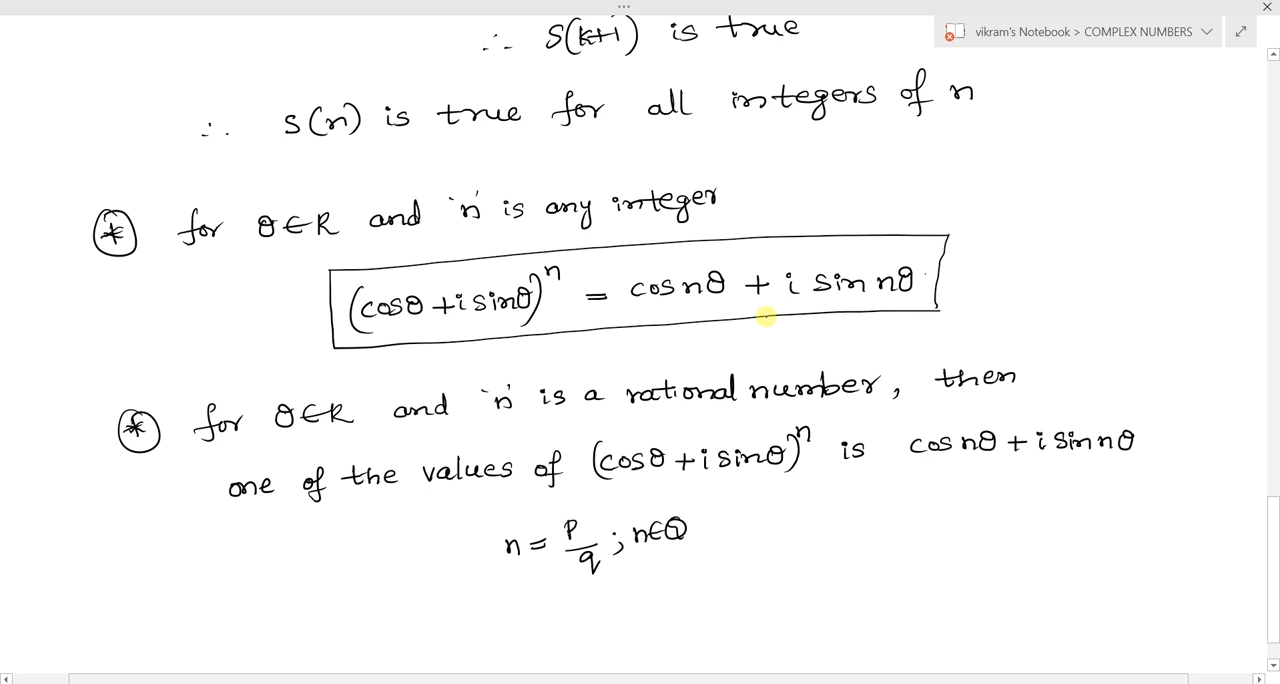 ∴ S(k+1) is true
vikram's Notebook > COMPLEX NUMBERS
∴ S(n) is true for all integers of n
* for θ∈R and 'n' is any integer
(cosθ + i sinθ)^n = cos nθ + i sin nθ
* for θ∈R and 'n' is a rational number, then
one of the values of (cosθ + i sinθ)^n is cos nθ + i sin nθ
n = p/q ; n∈Q